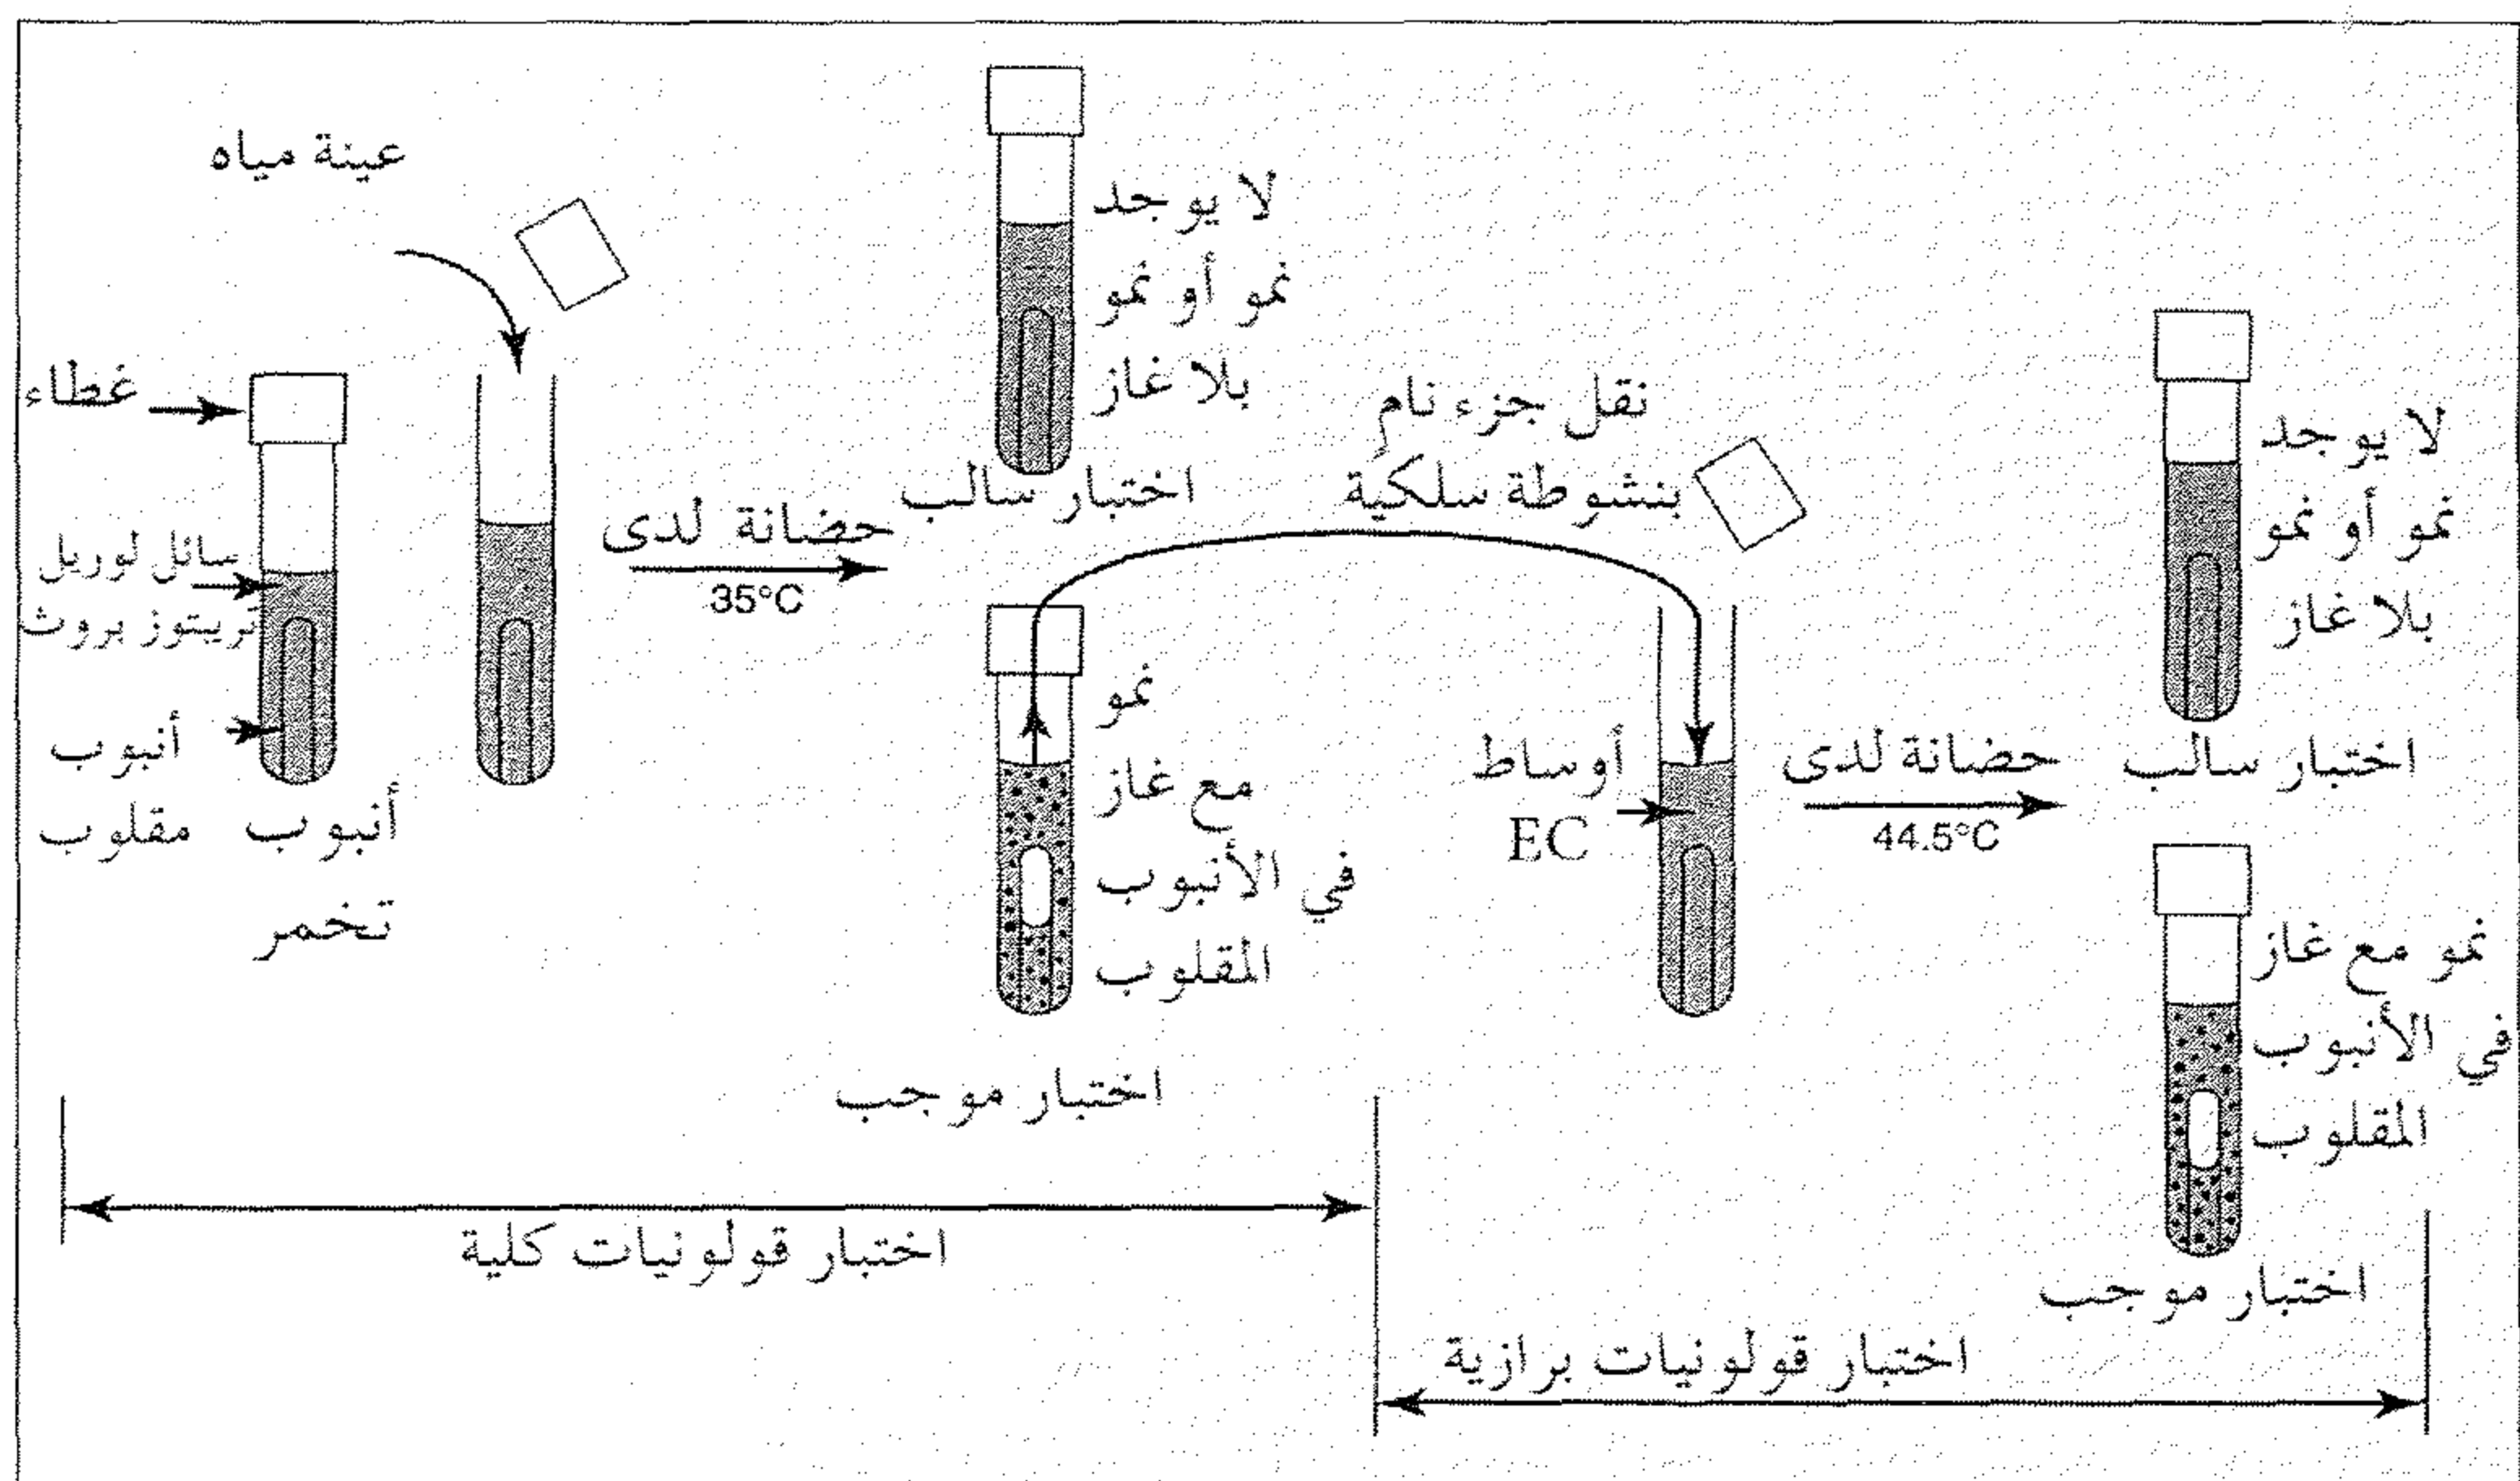 عينة مياه
غطاء
سائل لوريل
تريبتوز بروث
أنبوب
مقلوب
أنبوب
تخمر
حضانة لدى
35°C
لا يوجد
نمو أو نمو
بلا غاز
اختبار سالب
نمو
مع غاز
في الأنبوب
المقلوب
اختبار موجب
نقل جزء نامٍ
بنشوطة سلكية
أوساط
EC
حضانة لدى
44.5°C
لا يوجد
نمو أو نمو
بلا غاز
اختبار سالب
نمو مع غاز
في الأنبوب
المقلوب
اختبار موجب
اختبار قولونيات كلية
اختبار قولونيات برازية